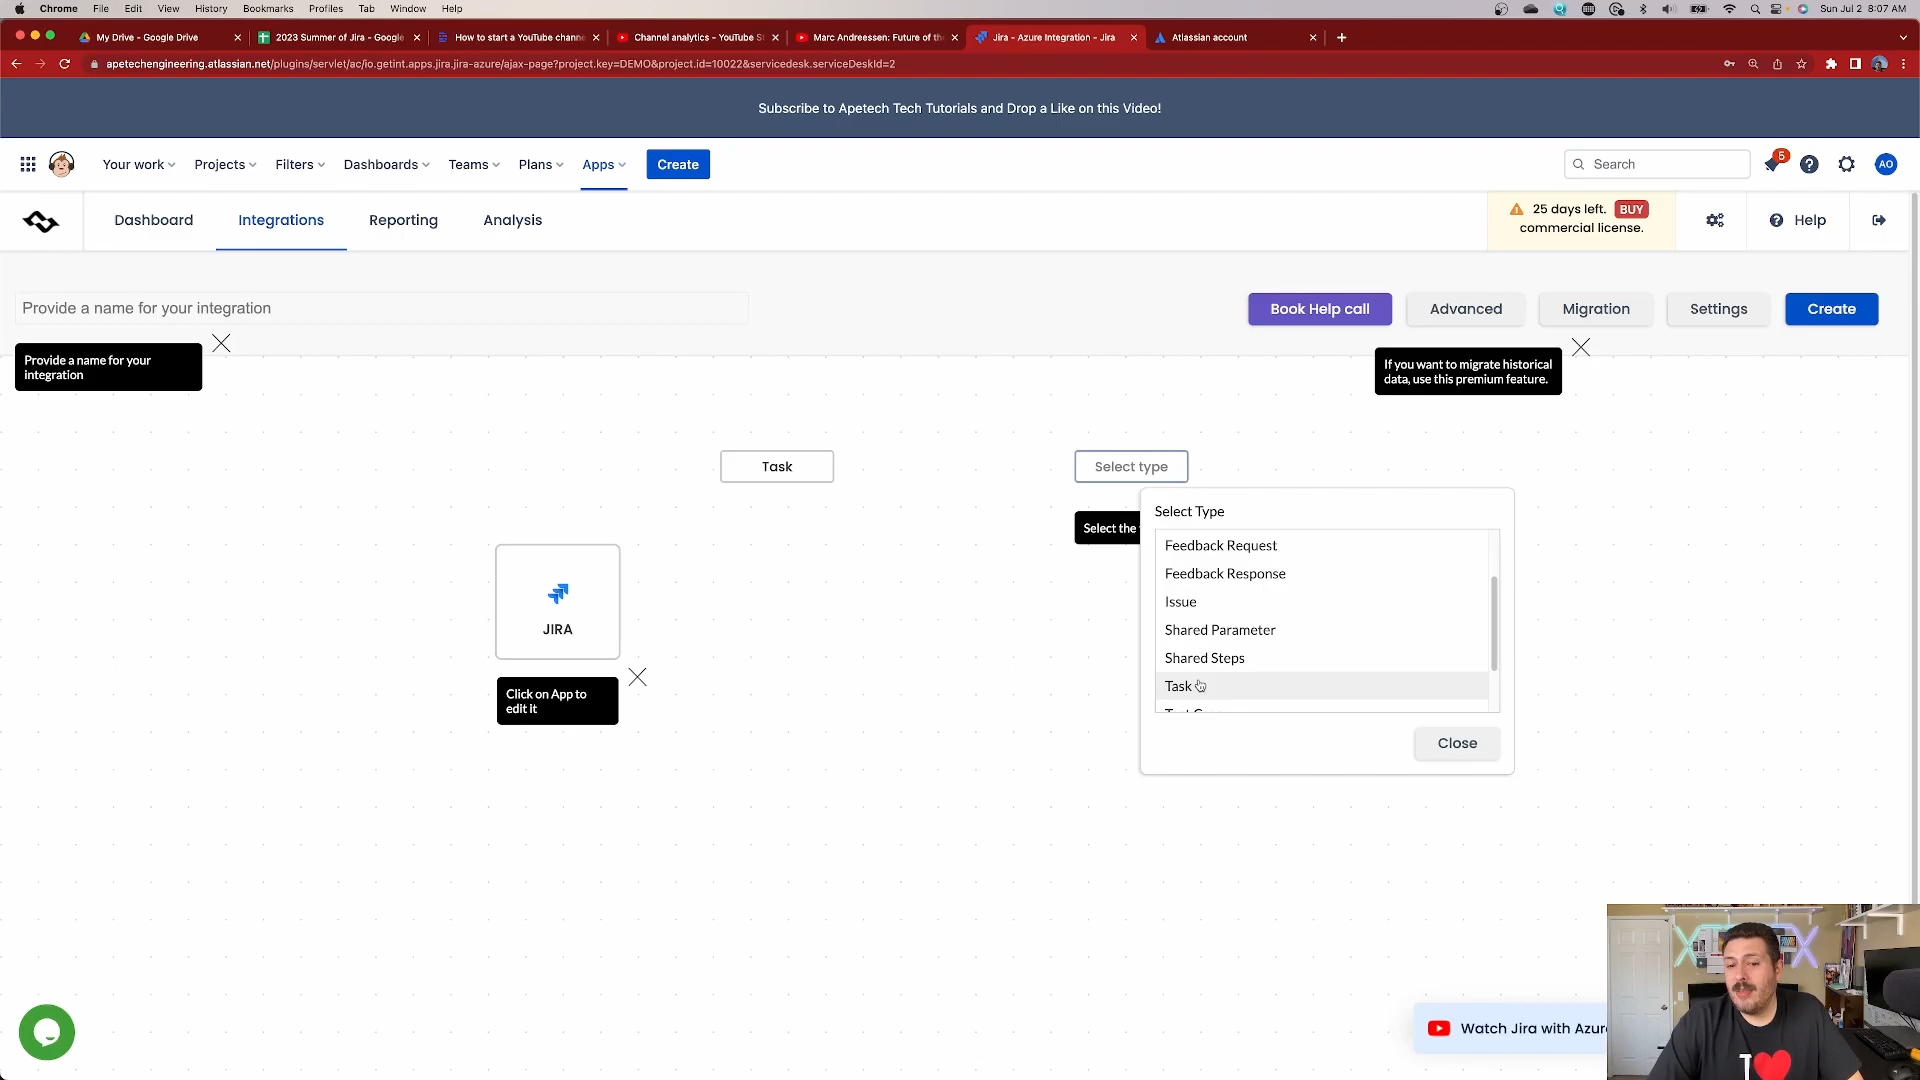 Chrome File Edit View History Bookmarks Profiles Tab Window Help
Sun Jul 2 8:07 AM
My Drive - Google Drive
2023 Summer of Jira - Google
How to start a YouTube chann
Channel analytics - YouTube S
Marc Andreessen: Future of th
Jira - Azure Integration - Jira
Atlassian account
apetechengineering.atlassian.net/plugins/servlet/ac/io.getint.apps.jira.jira-azure/ajax-page?project.key=DEMO&project.id=10022&servicedesk.serviceDeskId=2
Subscribe to Apetech Tech Tutorials and Drop a Like on this Video!
Your work Projects Filters Dashboards Teams Plans Apps Create
Search
5
AO
Dashboard Integrations Reporting Analysis
25 days left. BUY
commercial license.
Help
Provide a name for your integration
Book Help call Advanced Migration Settings Create
Provide a name for your
integration
If you want to migrate historical
data, use this premium feature.
Task
Select type
Select the
Select Type
Feedback Request
Feedback Response
Issue
Shared Parameter
Shared Steps
Task
Close
JIRA
Click on App to
edit it
Watch Jira with Azur
I